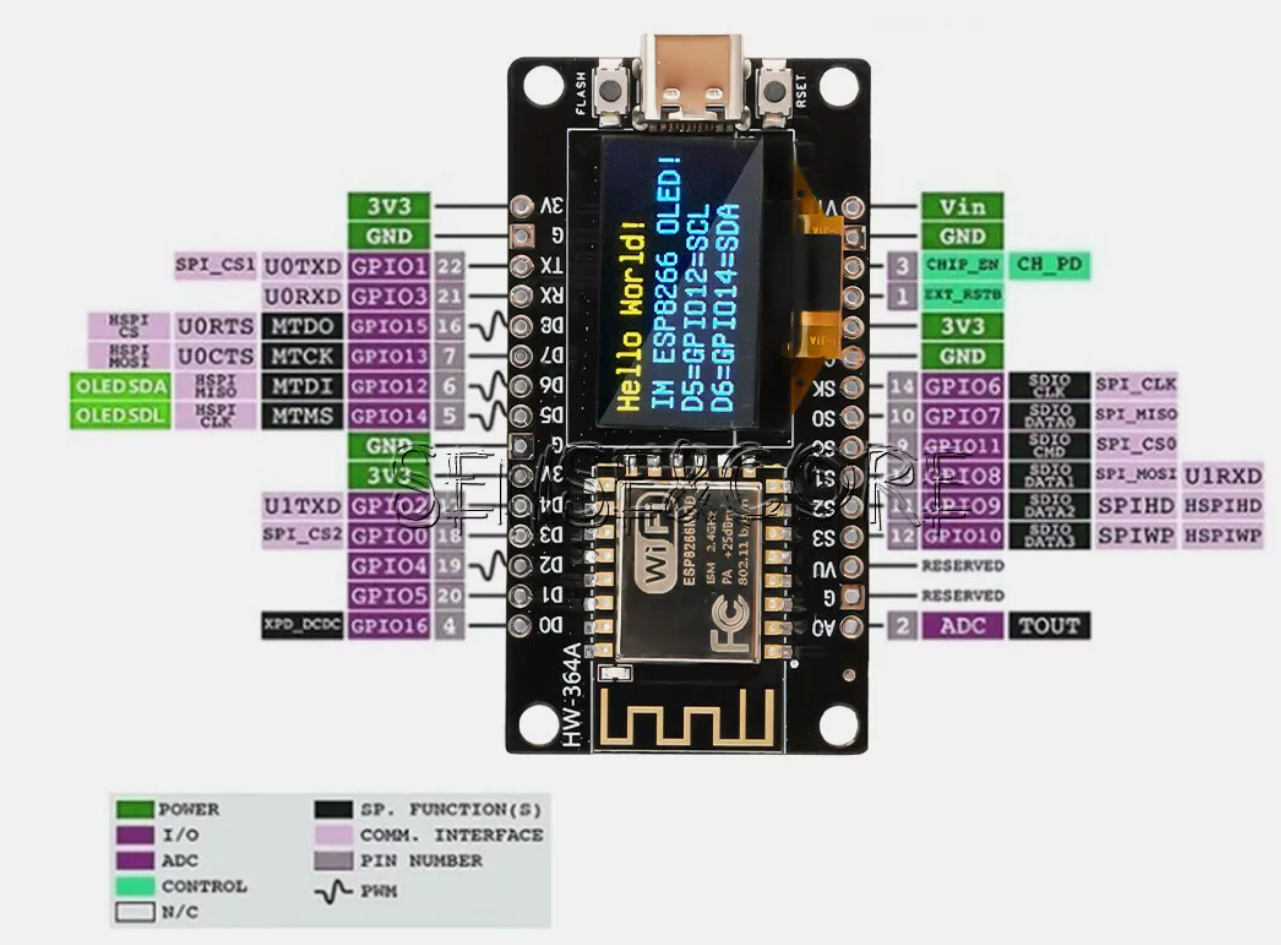 FLASH
RSET
Hello World!
IM ESP8266 OLED!
D5=GPIO12=SCL
D6=GPIO14=SDA
3V3 3V Vin
GND G GND
SPI_CS1 U0TXD GPIO1 22 TX 3 CHIP_EN CH_PD
U0RXD GPIO3 21 RX 1 EXT_RSTB
HSPI CS U0RTS MTDO GPIO15 16 D8 3V3
HSPI MOSI U0CTS MTCK GPIO13 7 D7 G GND
OLED SDA HSPI MISO MTDI GPIO12 6 D6 SK 14 GPIO6 SDIO CLK SPI_CLK
OLED SDL HSPI CLK MTMS GPIO14 5 D5 SO 10 GPIO7 SDIO DATA0 SPI_MISO
GND G SC 9 GPIO11 SDIO CMD SPI_CS0
3V3 3V S1 GPIO8 SDIO DATA1 SPI_MOSI U1RXD
U1TXD GPIO2 D4 S2 GPIO9 SDIO DATA2 SPIHD HSPIHD
SPI_CS2 GPIO0 18 D3 S3 12 GPIO10 SDIO DATA3 SPIWP HSPIWP
GPIO4 19 D2 VU RESERVED
GPIO5 20 D1 G RESERVED
XPD_DCDC GPIO16 4 D0 A0 2 ADC TOUT
SENSE&CORE
WiFi
ISM 2.4GHz
PA +25dBm
802.11 b/g/n
FC
HW-364A
POWER
I/O
ADC
CONTROL
N/C
SP. FUNCTION(S)
COMM. INTERFACE
PIN NUMBER
PWM